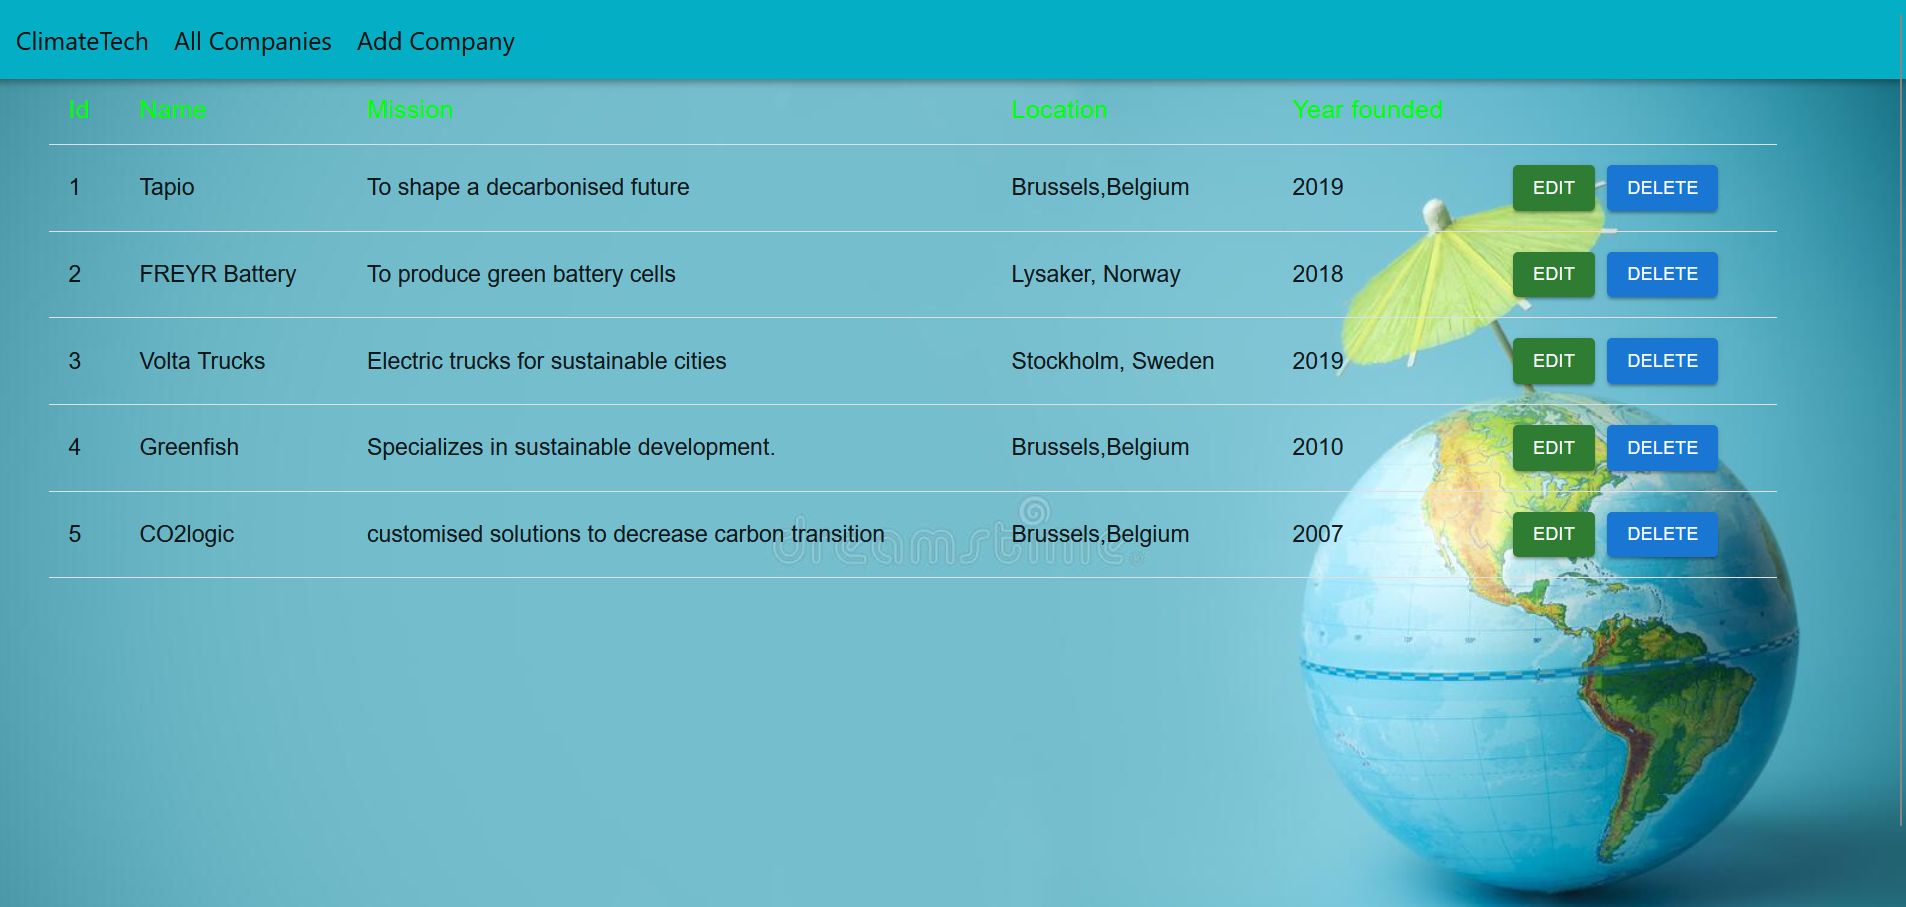 ClimateTech All Companies Add Company
Id Name Mission Location Year founded
1 Tapio To shape a decarbonised future Brussels,Belgium 2019 EDIT DELETE
2 FREYR Battery To produce green battery cells Lysaker, Norway 2018 EDIT DELETE
3 Volta Trucks Electric trucks for sustainable cities Stockholm, Sweden 2019 EDIT DELETE
4 Greenfish Specializes in sustainable development. Brussels,Belgium 2010 EDIT DELETE
5 CO2logic customised solutions to decrease carbon transition Brussels,Belgium 2007 EDIT DELETE
dreamstime